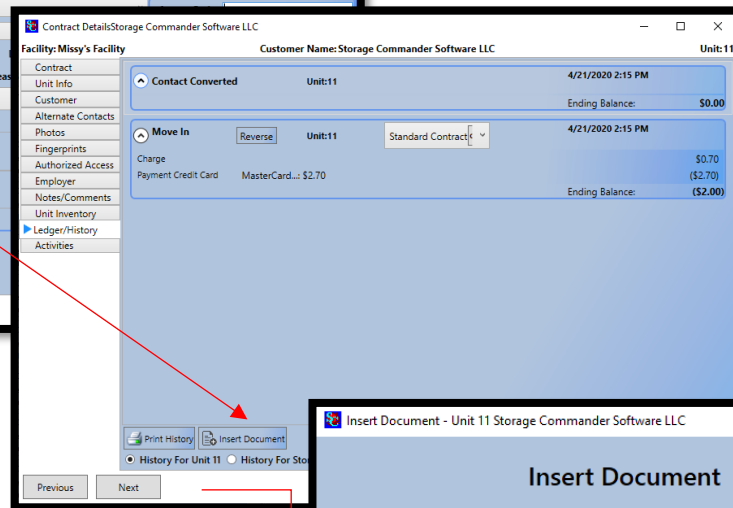 Contract DetailsStorage Commander Software LLC
Facility: Missy's Facility Customer Name: Storage Commander Software LLC Unit:11
Contract
Unit Info
Customer
Alternate Contacts
Photos
Fingerprints
Authorized Access
Employer
Notes/Comments
Unit Inventory
Ledger/History
Activities
Contact Converted Unit:11 4/21/2020 2:15 PM
Ending Balance: $0.00
Move In Reverse Unit:11 Standard Contract 4/21/2020 2:15 PM
Charge $0.70
Payment Credit Card MasterCard...: $2.70 ($2.70)
Ending Balance: ($2.00)
Print History Insert Document
History For Unit 11 History For Sto
Previous Next
Insert Document - Unit 11 Storage Commander Software LLC
Insert Document